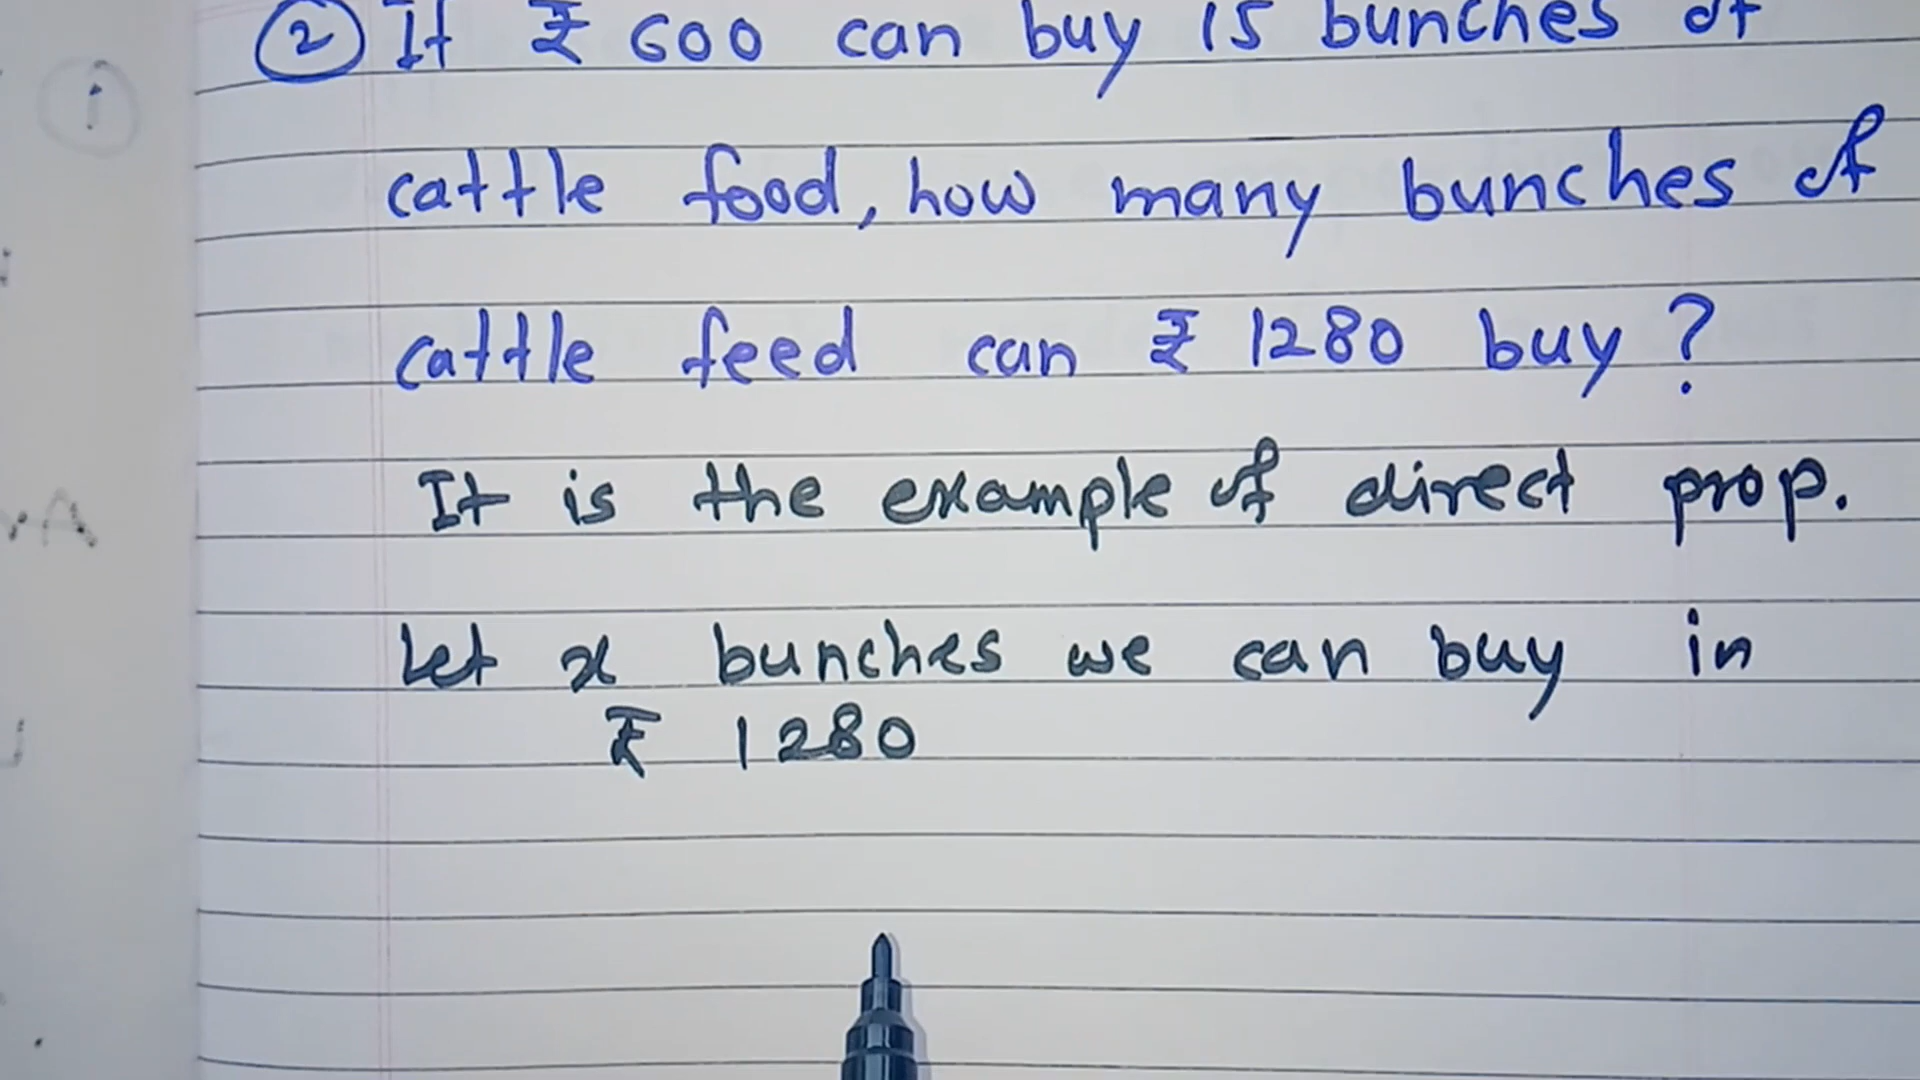 ② If ₹ 600 can buy 15 bunches of
cattle food, how many bunches of
cattle feed can ₹ 1280 buy ?
It is the example of direct prop.
Let x bunches we can buy in
₹ 1280